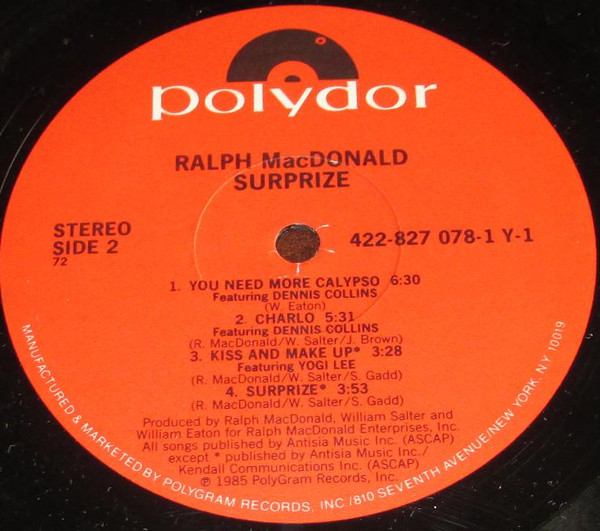 polydor
RALPH MacDONALD
SURPRIZE
STEREO
SIDE 2
72
422-827 078-1 Y-1
1. YOU NEED MORE CALYPSO 6:30
Featuring DENNIS COLLINS
(W. Eaton)
2. CHARLO 5:31
Featuring DENNIS COLLINS
(R. MacDonald/W. Salter/J. Brown)
3. KISS AND MAKE UP* 3:28
Featuring YOGI LEE
(R. MacDonald/W. Salter/S. Gadd)
4. SURPRIZE* 3:53
(R. MacDonald/W. Salter/S. Gadd)
Produced by Ralph MacDonald, William Salter and
William Eaton for Ralph MacDonald Enterprises, Inc.
All songs published by Antisia Music Inc. (ASCAP)
except * published by Antisia Music Inc./
Kendall Communications Inc. (ASCAP)
℗ 1985 PolyGram Records, Inc.
MANUFACTURED & MARKETED BY POLYGRAM RECORDS, INC./810 SEVENTH AVENUE/NEW YORK, N.Y. 10019